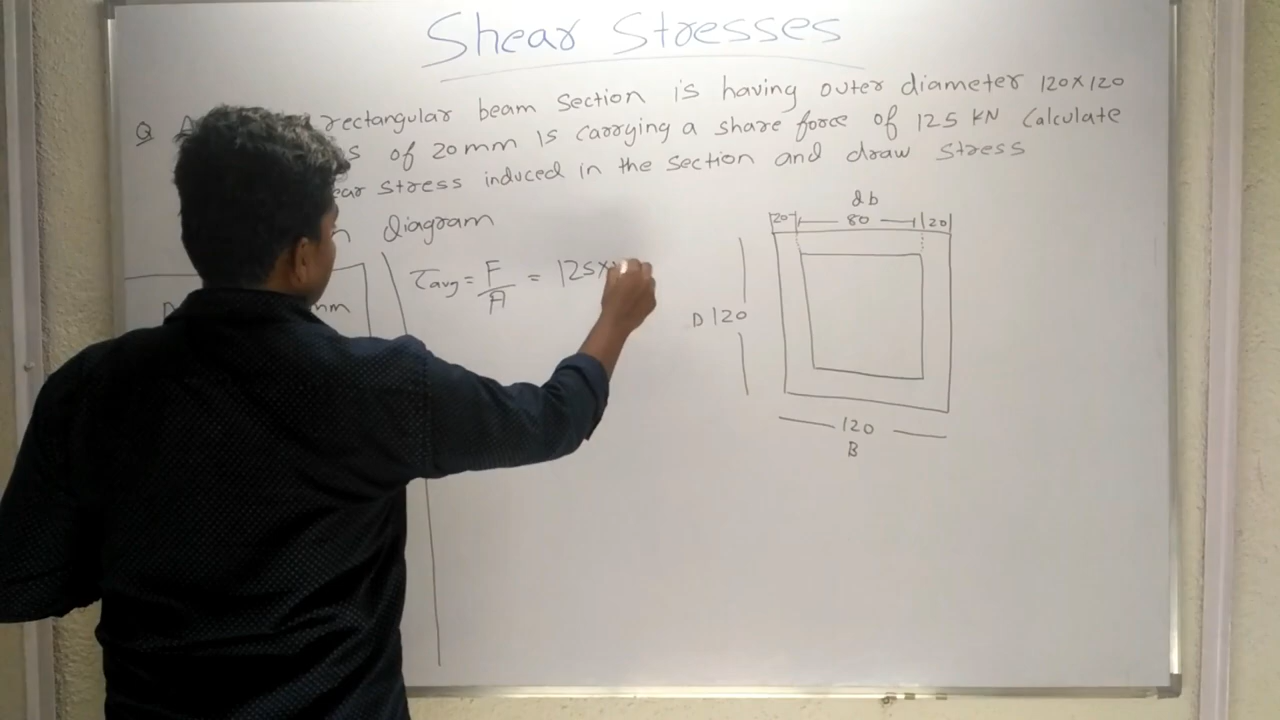 Shear Stresses
Q A rectangular beam section is having outer diameter 120x120
s of 20mm is carrying a share force of 125 KN Calculate
ear stress induced in the section and draw stress
n diagram
D mm
τavg = F/A = 125x
db
20 80 20
D 120
120
B